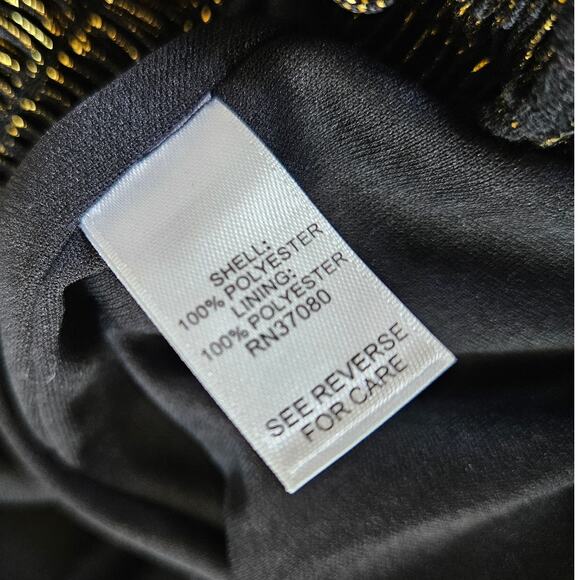 SHELL:
100% POLYESTER
LINING:
100% POLYESTER
RN37080
SEE REVERSE
FOR CARE